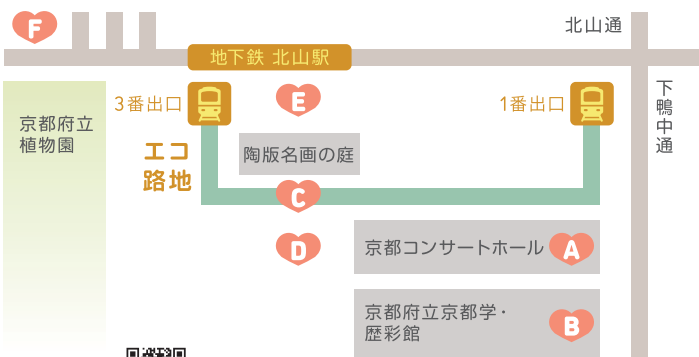 F
北山通
地下鉄 北山駅
3番出口
E
1番出口
下鴨中通
京都府立
植物園
エコ
路地
陶版名画の庭
C
D
京都コンサートホール
A
京都府立京都学・
歴彩館
B